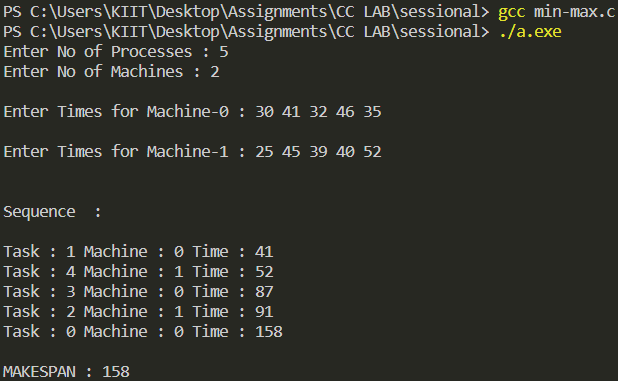 PS C:\Users\KIIT\Desktop\Assignments\CC LAB\sessional> gcc min-max.c
PS C:\Users\KIIT\Desktop\Assignments\CC LAB\sessional> ./a.exe
Enter No of Processes : 5
Enter No of Machines : 2
Enter Times for Machine-0 : 30 41 32 46 35
Enter Times for Machine-1 : 25 45 39 40 52
Sequence  :
Task : 1 Machine : 0 Time : 41
Task : 4 Machine : 1 Time : 52
Task : 3 Machine : 0 Time : 87
Task : 2 Machine : 1 Time : 91
Task : 0 Machine : 0 Time : 158
MAKESPAN : 158